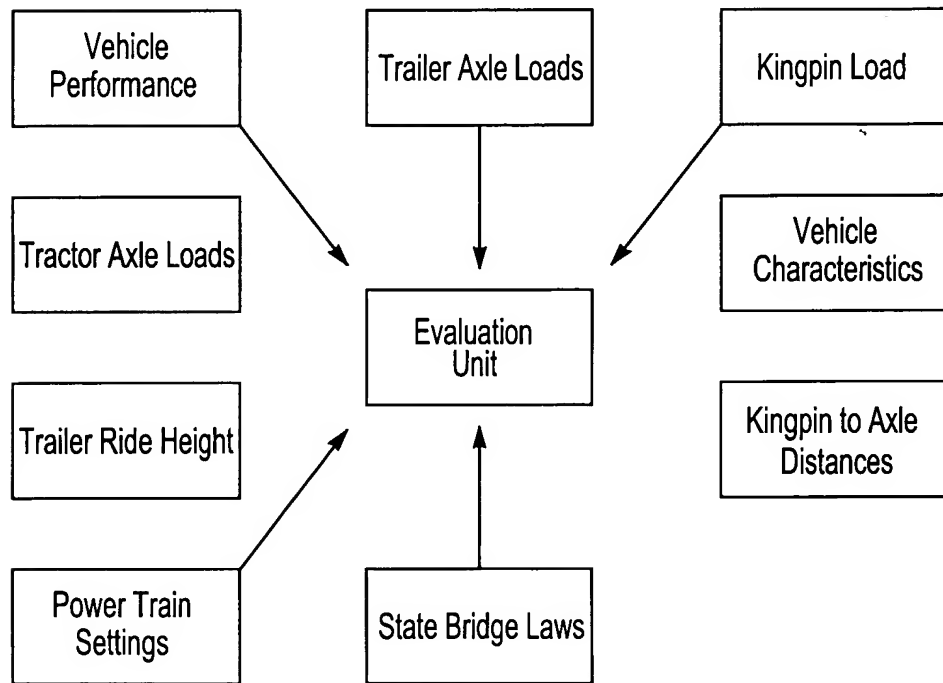 Vehicle
Performance
Trailer Axle Loads
Kingpin Load
Tractor Axle Loads
Vehicle
Characteristics
Evaluation
Unit
Trailer Ride Height
Kingpin to Axle
Distances
Power Train
Settings
State Bridge Laws